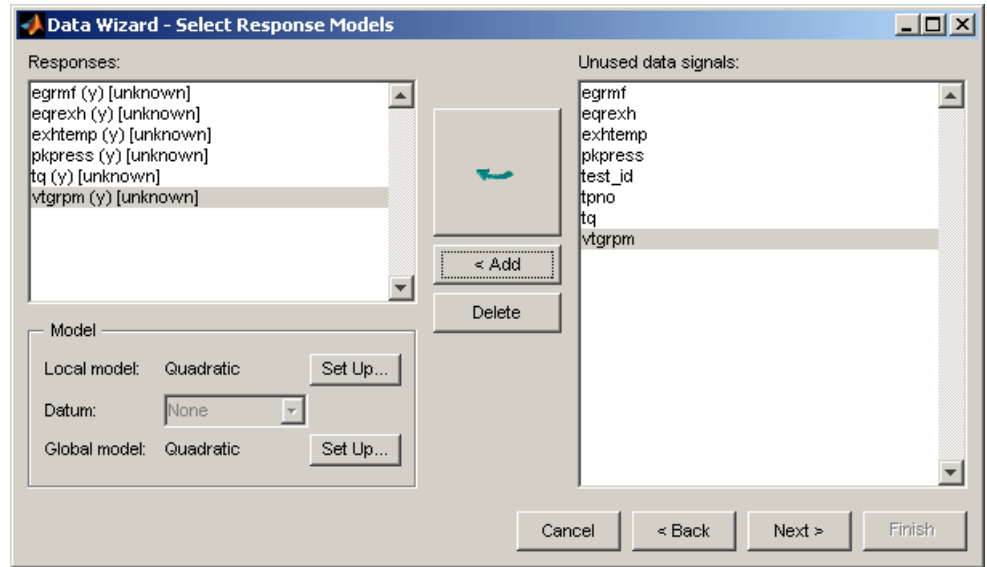 Data Wizard - Select Response Models
Responses:
egrmf (y) [unknown]
eqrexh (y) [unknown]
exhtemp (y) [unknown]
pkpress (y) [unknown]
tq (y) [unknown]
vtgrpm (y) [unknown]
Model
Local model: Quadratic Set Up...
Datum: None
Global model: Quadratic Set Up...
< Add
Delete
Unused data signals:
egrmf
eqrexh
exhtemp
pkpress
test_id
tpno
tq
vtgrpm
Cancel < Back Next > Finish